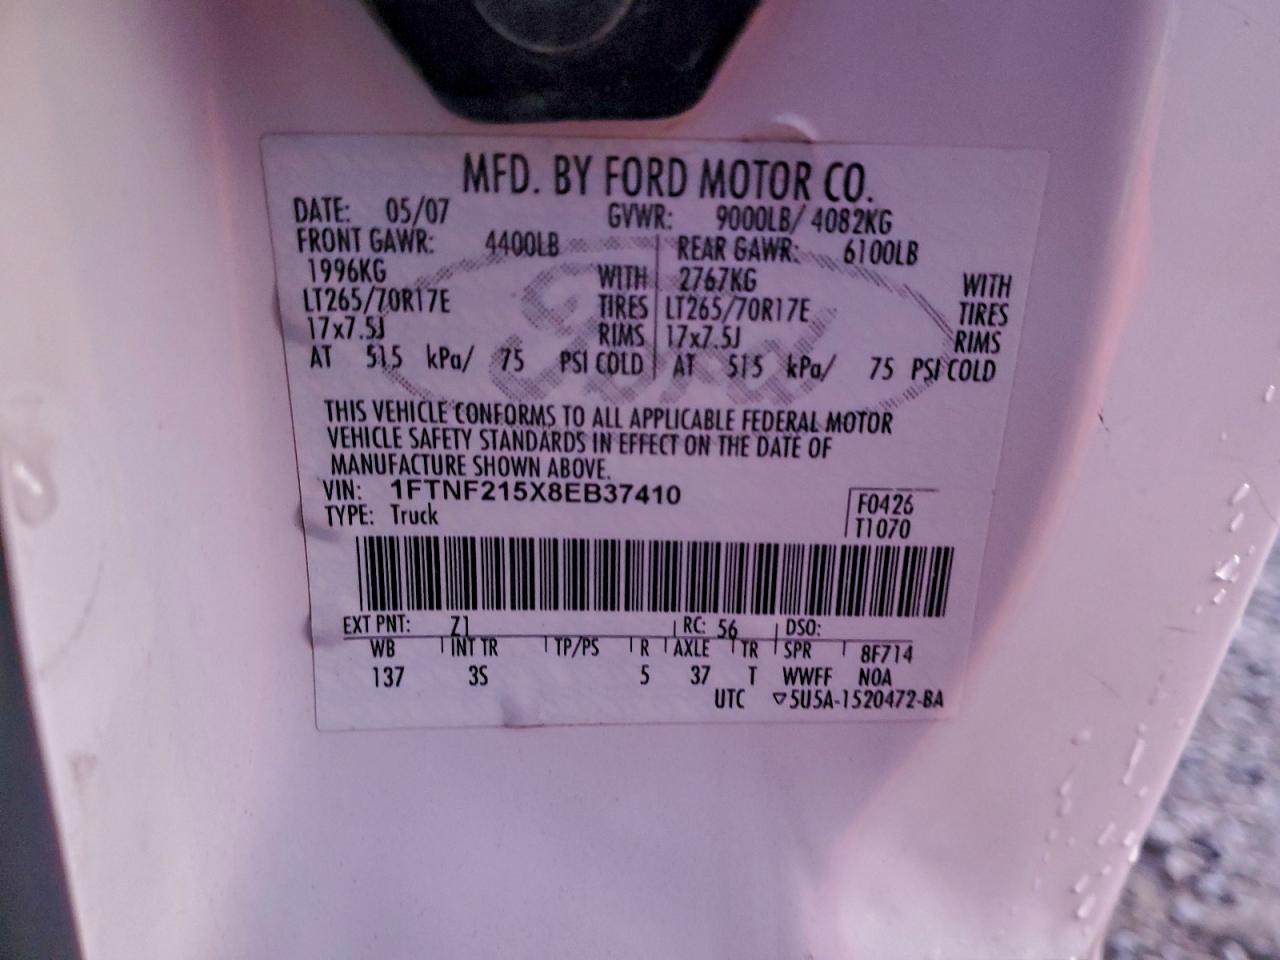 MFD. BY FORD MOTOR CO.
DATE: 05/07 GVWR: 9000LB/ 4082KG
FRONT GAWR: 4400LB REAR GAWR: 6100LB
1996KG WITH 2767KG WITH
LT265/70R17E TIRES LT265/70R17E TIRES
17x7.5J RIMS 17x7.5J RIMS
AT 515 kPa/ 75 PSI COLD AT 515 kPa/ 75 PSI COLD
Ford
THIS VEHICLE CONFORMS TO ALL APPLICABLE FEDERAL MOTOR
VEHICLE SAFETY STANDARDS IN EFFECT ON THE DATE OF
MANUFACTURE SHOWN ABOVE.
VIN: 1FTNF215X8EB37410
TYPE: Truck
F0426
T1070
EXT PNT: Z1 RC: 56 DSO:
WB INT TR TP/PS R AXLE TR SPR 8F714
137 3S 5 37 T WWFF NOA
UTC ▽5U5A-1520472-BA